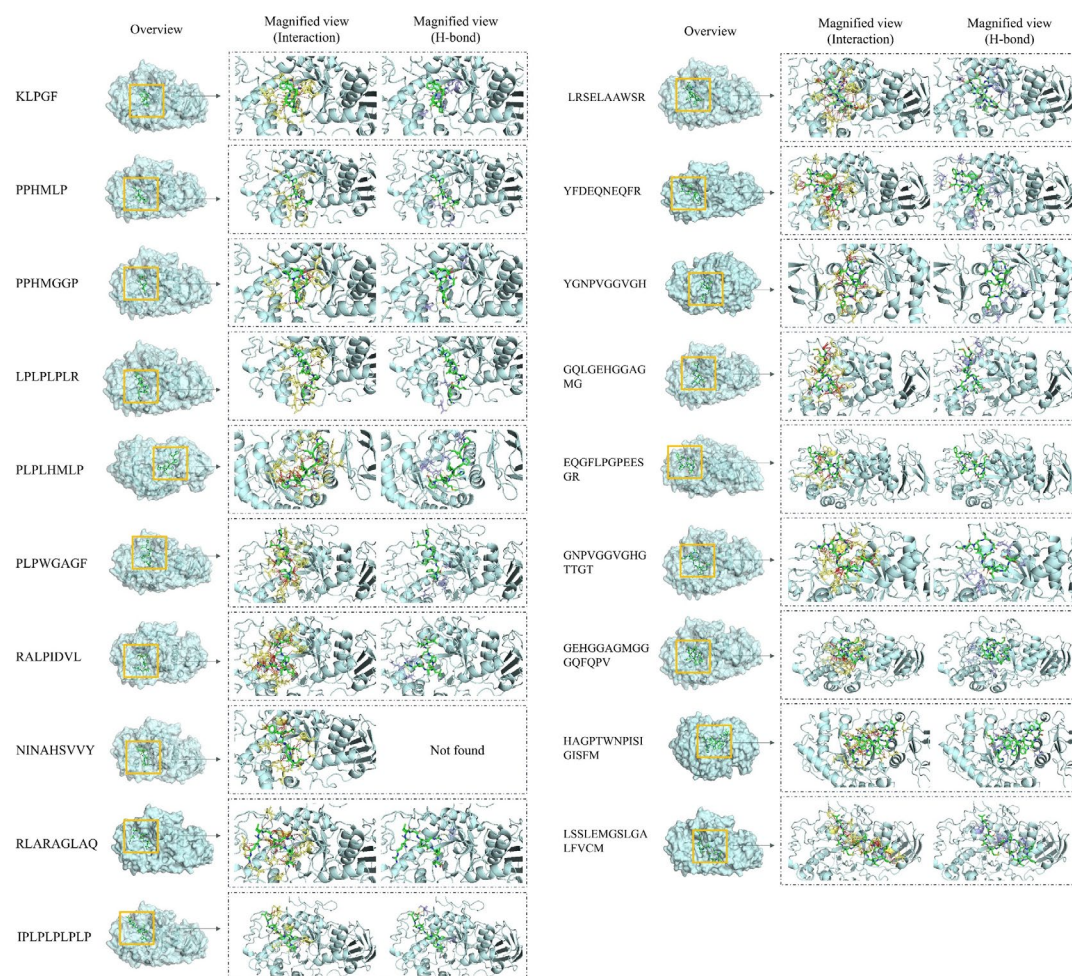 Overview
Magnified view
(Interaction)
Magnified view
(H-bond)
KLPGF
PPHMLP
PPHMGGP
LPLPLPLR
PLPLHMLP
PLPWGAGF
RALPIDVL
NINAHSVVY
Not found
RLARAGLAQ
IPLPLPLPLP
Overview
Magnified view
(Interaction)
Magnified view
(H-bond)
LRSELAAWSR
YFDEQNEQFR
YGNPVGGVGH
GQLGEHGGAG
MG
EQGFLPGPEES
GR
GNPVGGVGHG
TTGT
GEHGGAGMGG
GQFQPV
HAGPTWNPISI
GISFM
LSSLEMGSLGA
LFVCM